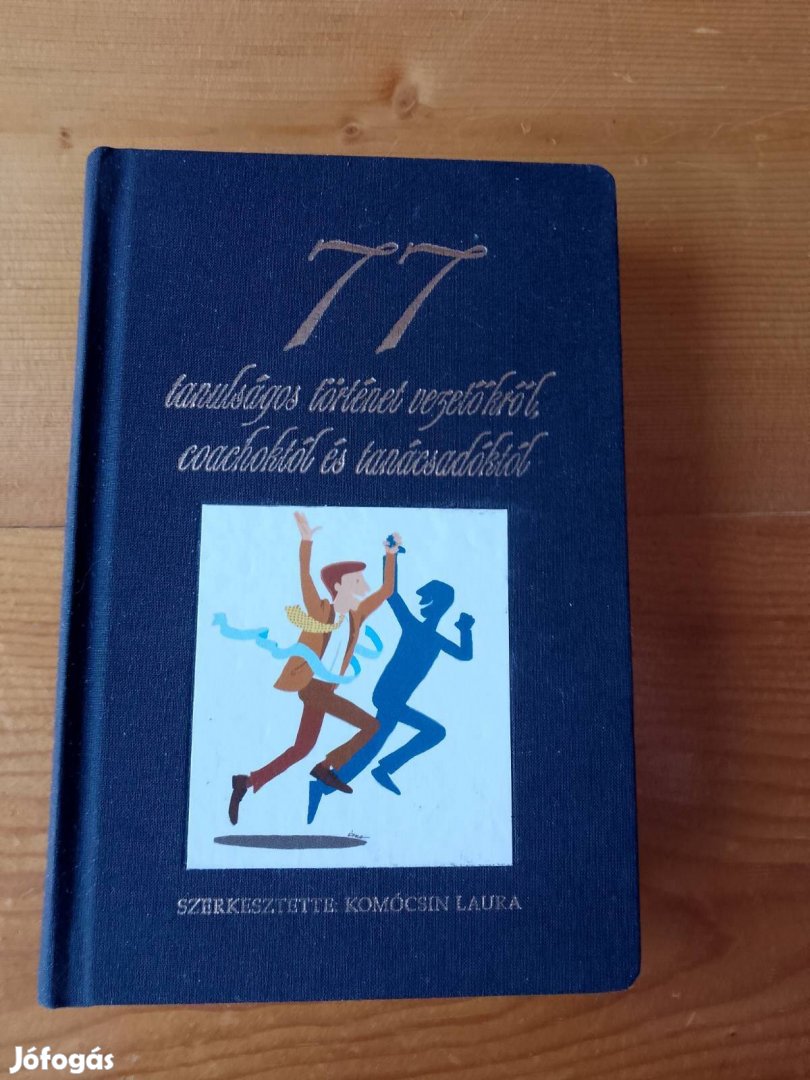 77
tanulságos történet vezetőkről,
coachoktól és tanácsadóktól
SZERKESZTETTE: KOMÓCSIN LAURA
Jófogás